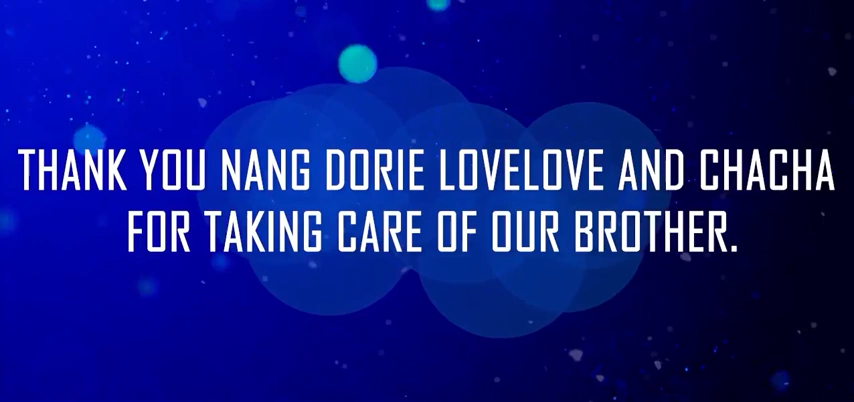 THANK YOU NANG DORIE LOVELOVE AND CHACHA
FOR TAKING CARE OF OUR BROTHER.